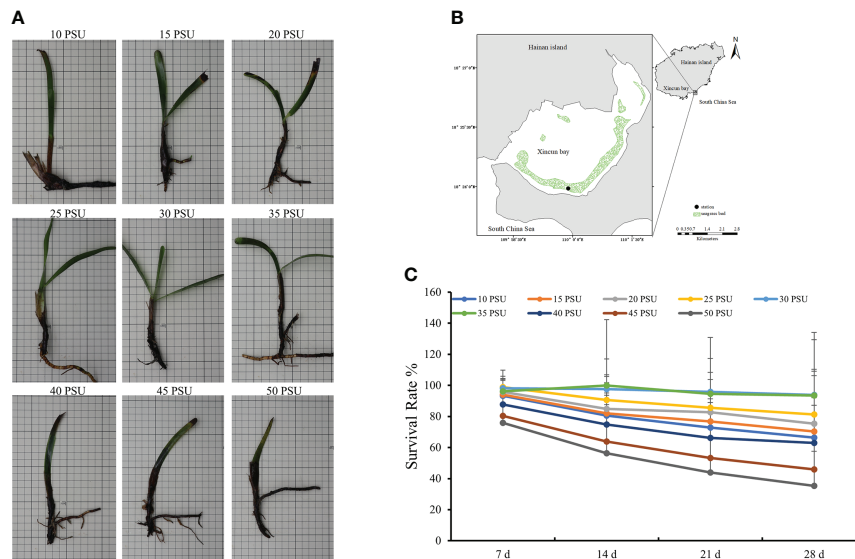 A
10 PSU
15 PSU
20 PSU
25 PSU
30 PSU
35 PSU
40 PSU
45 PSU
50 PSU
B
N
Hainan island
Hainan island
Xincun bay
South China Sea
Xincun bay
South China Sea
station
Kilometers
C
160
140
120
100
80
60
40
20
0
Survival Rate %
10 PSU
15 PSU
20 PSU
25 PSU
30 PSU
35 PSU
40 PSU
45 PSU
50 PSU
7 d
14 d
21 d
28 d